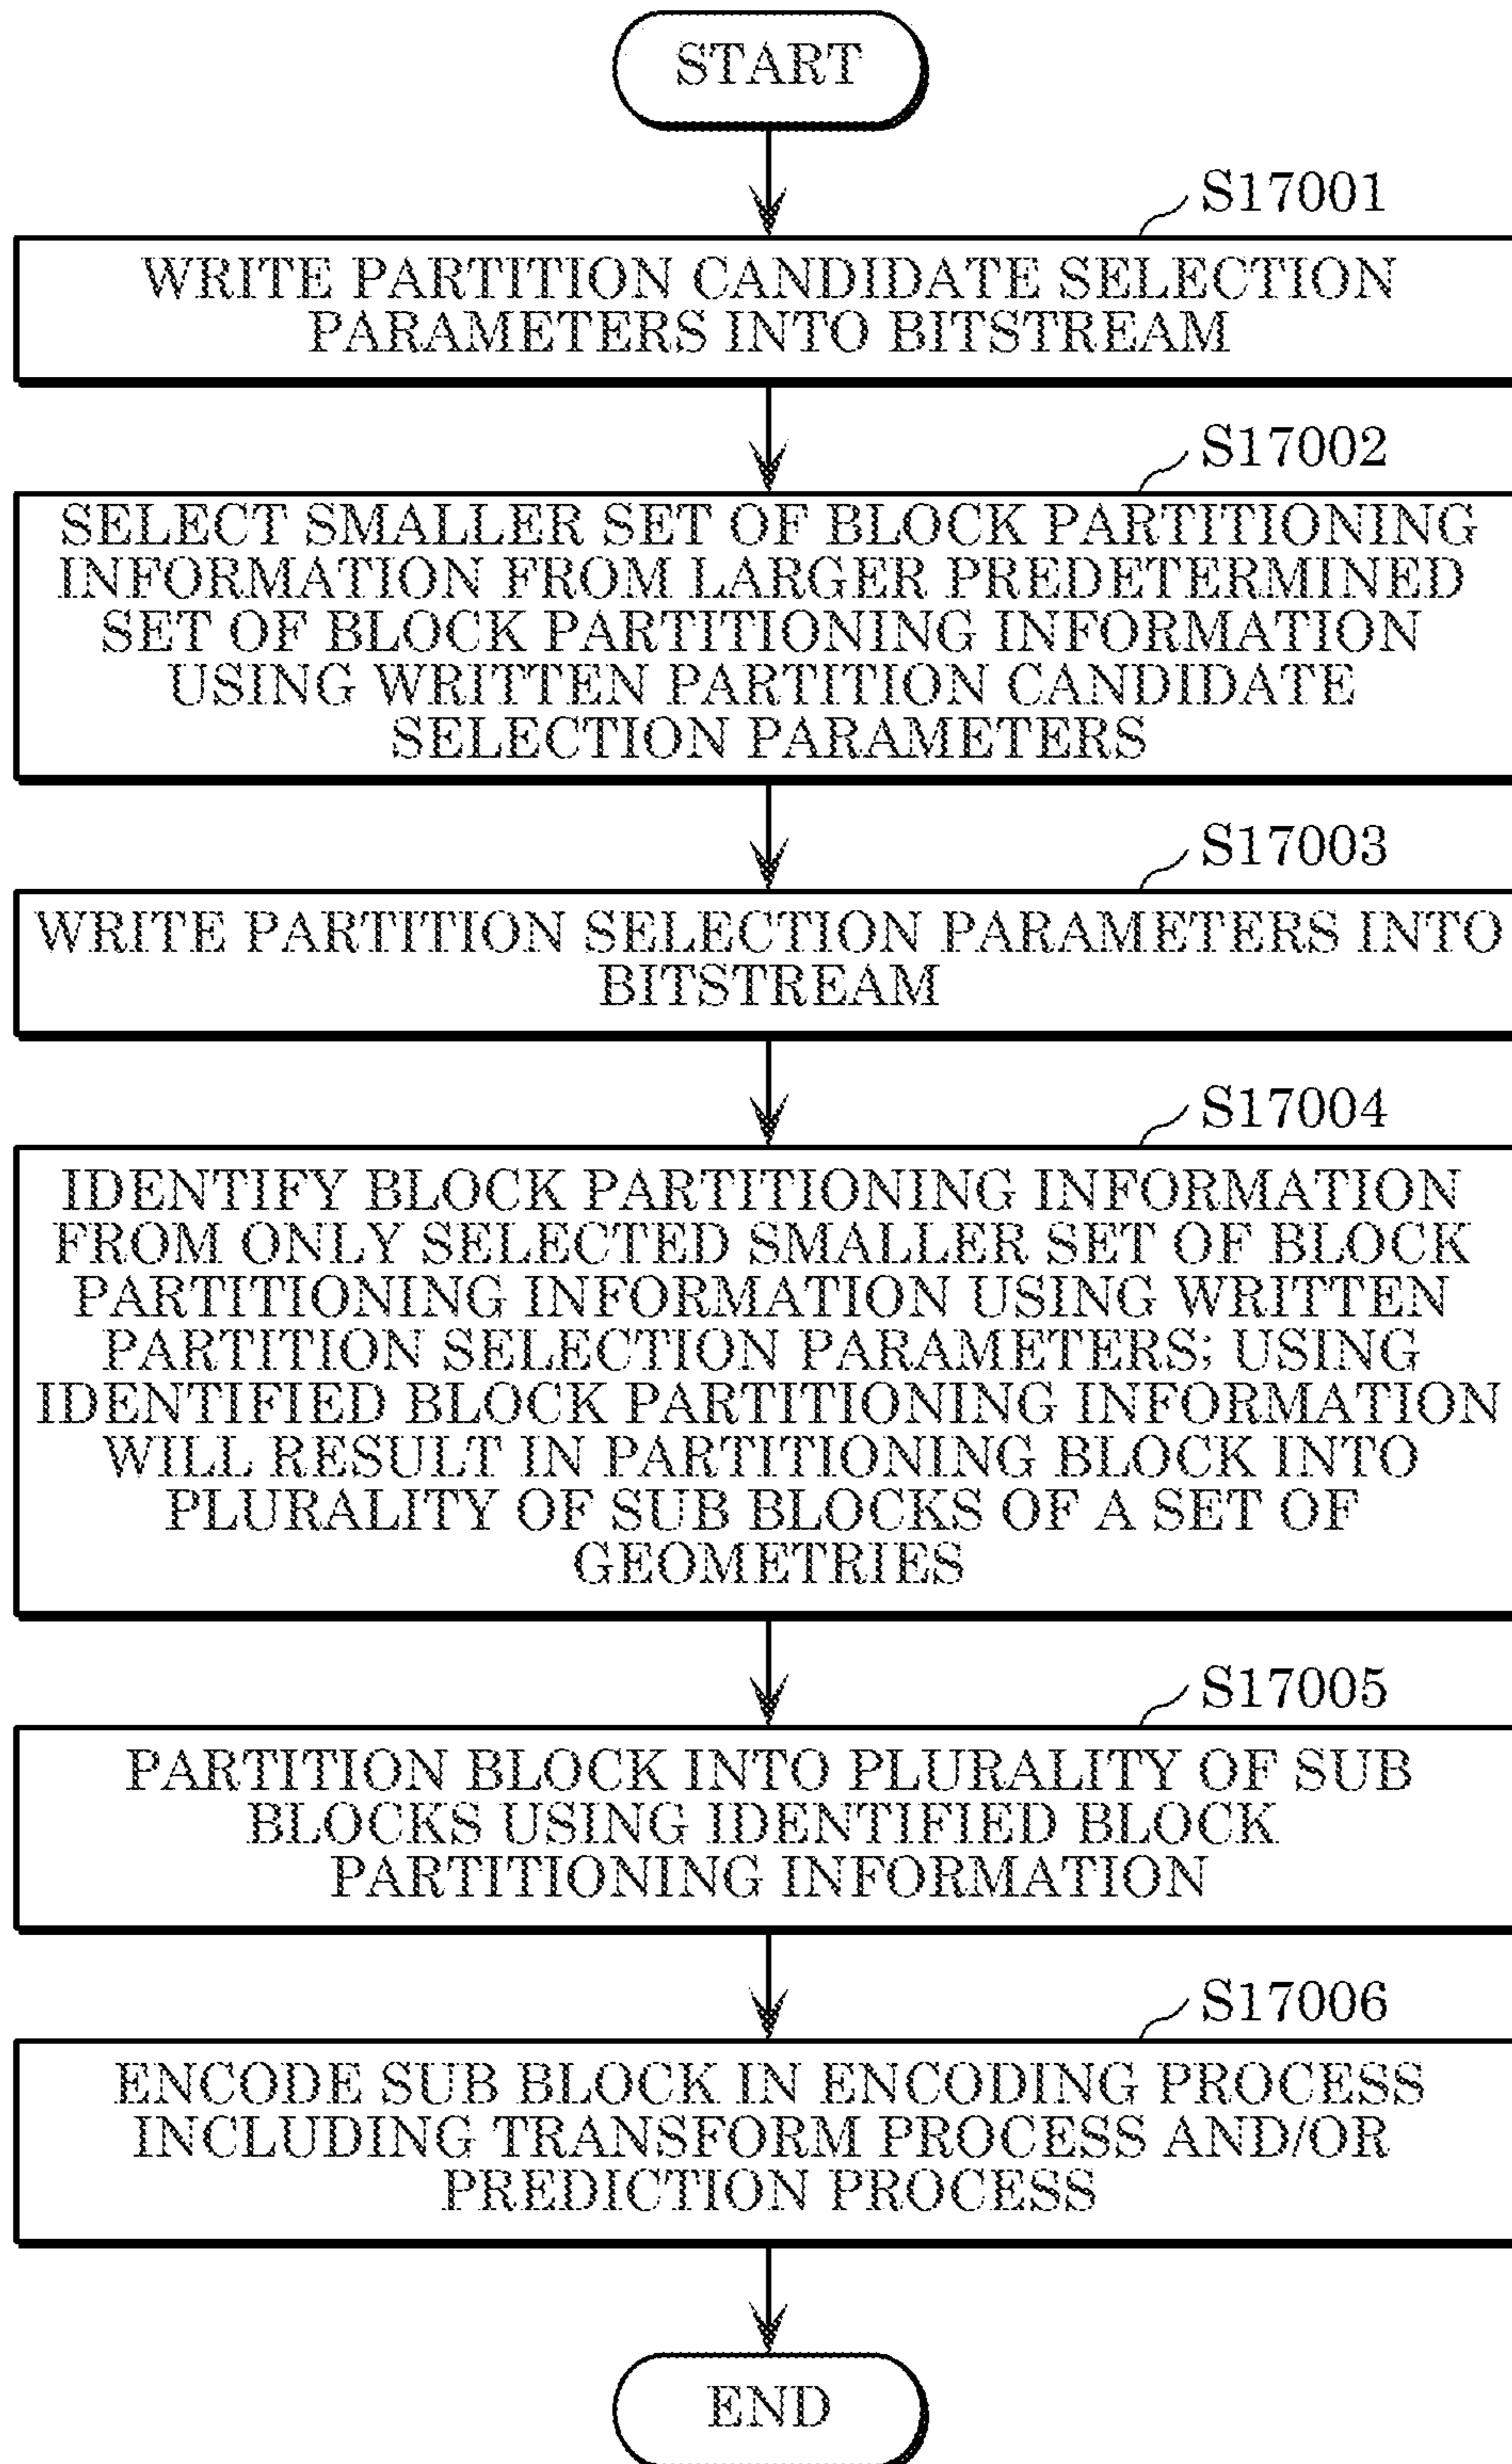 START
S17001
WRITE PARTITION CANDIDATE SELECTION
PARAMETERS INTO BITSTREAM
S17002
SELECT SMALLER SET OF BLOCK PARTITIONING
INFORMATION FROM LARGER PREDETERMINED
SET OF BLOCK PARTITIONING INFORMATION
USING WRITTEN PARTITION CANDIDATE
SELECTION PARAMETERS
S17003
WRITE PARTITION SELECTION PARAMETERS INTO
BITSTREAM
S17004
IDENTIFY BLOCK PARTITIONING INFORMATION
FROM ONLY SELECTED SMALLER SET OF BLOCK
PARTITIONING INFORMATION USING WRITTEN
PARTITION SELECTION PARAMETERS; USING
IDENTIFIED BLOCK PARTITIONING INFORMATION
WILL RESULT IN PARTITIONING BLOCK INTO
PLURALITY OF SUB BLOCKS OF A SET OF
GEOMETRIES
S17005
PARTITION BLOCK INTO PLURALITY OF SUB
BLOCKS USING IDENTIFIED BLOCK
PARTITIONING INFORMATION
S17006
ENCODE SUB BLOCK IN ENCODING PROCESS
INCLUDING TRANSFORM PROCESS AND/OR
PREDICTION PROCESS
END